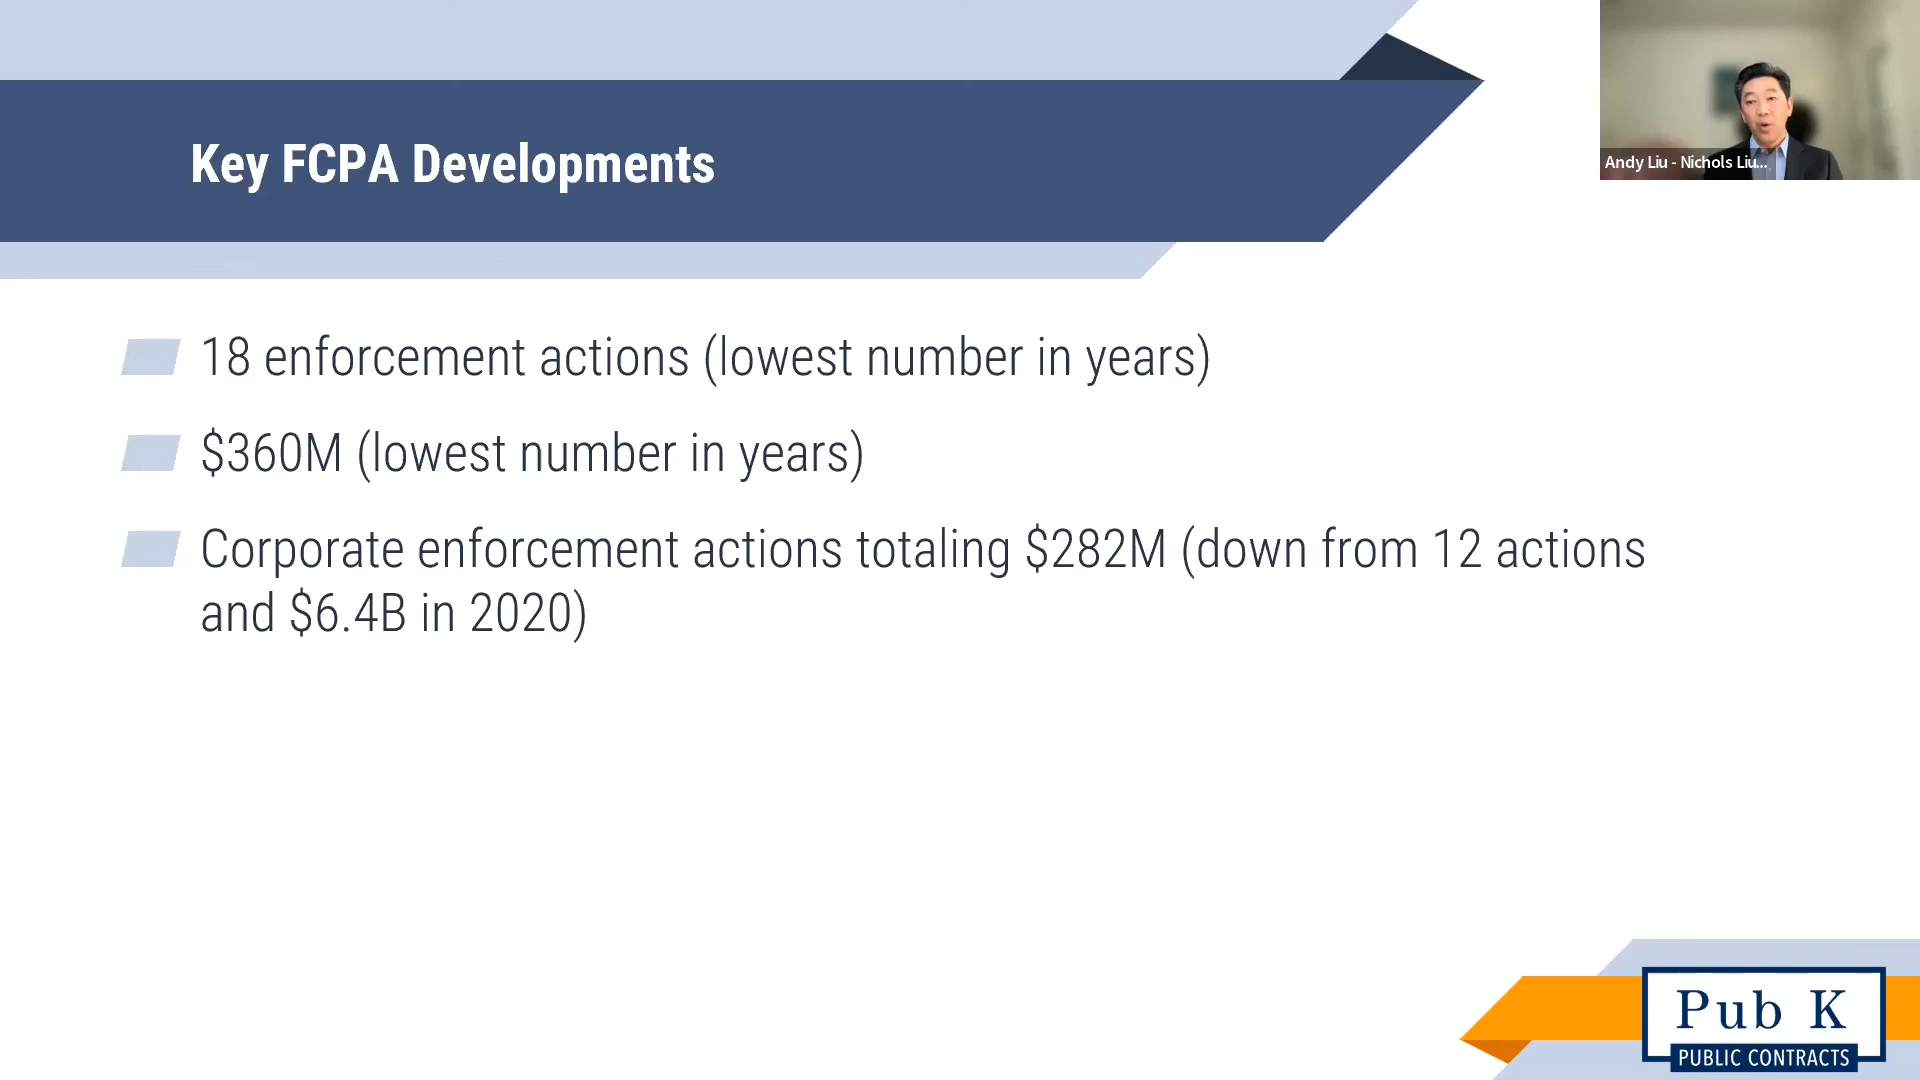 Key FCPA Developments
Andy Liu - Nichols Liu...
18 enforcement actions (lowest number in years)
$360M (lowest number in years)
Corporate enforcement actions totaling $282M (down from 12 actions
and $6.4B in 2020)
Pub K
PUBLIC CONTRACTS